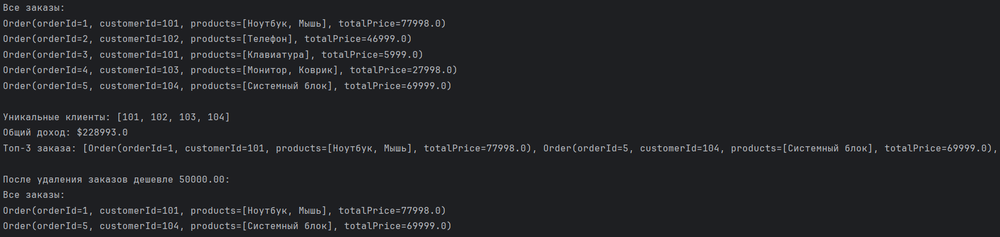 Все заказы:
Order(orderId=1, customerId=101, products=[Ноутбук, Мышь], totalPrice=77998.0)
Order(orderId=2, customerId=102, products=[Телефон], totalPrice=46999.0)
Order(orderId=3, customerId=101, products=[Клавиатура], totalPrice=5999.0)
Order(orderId=4, customerId=103, products=[Монитор, Коврик], totalPrice=27998.0)
Order(orderId=5, customerId=104, products=[Системный блок], totalPrice=69999.0)
Уникальные клиенты: [101, 102, 103, 104]
Общий доход: $228993.0
Топ-3 заказа: [Order(orderId=1, customerId=101, products=[Ноутбук, Мышь], totalPrice=77998.0), Order(orderId=5, customerId=104, products=[Системный блок], totalPrice=69999.0),
После удаления заказов дешевле 50000.00:
Все заказы:
Order(orderId=1, customerId=101, products=[Ноутбук, Мышь], totalPrice=77998.0)
Order(orderId=5, customerId=104, products=[Системный блок], totalPrice=69999.0)